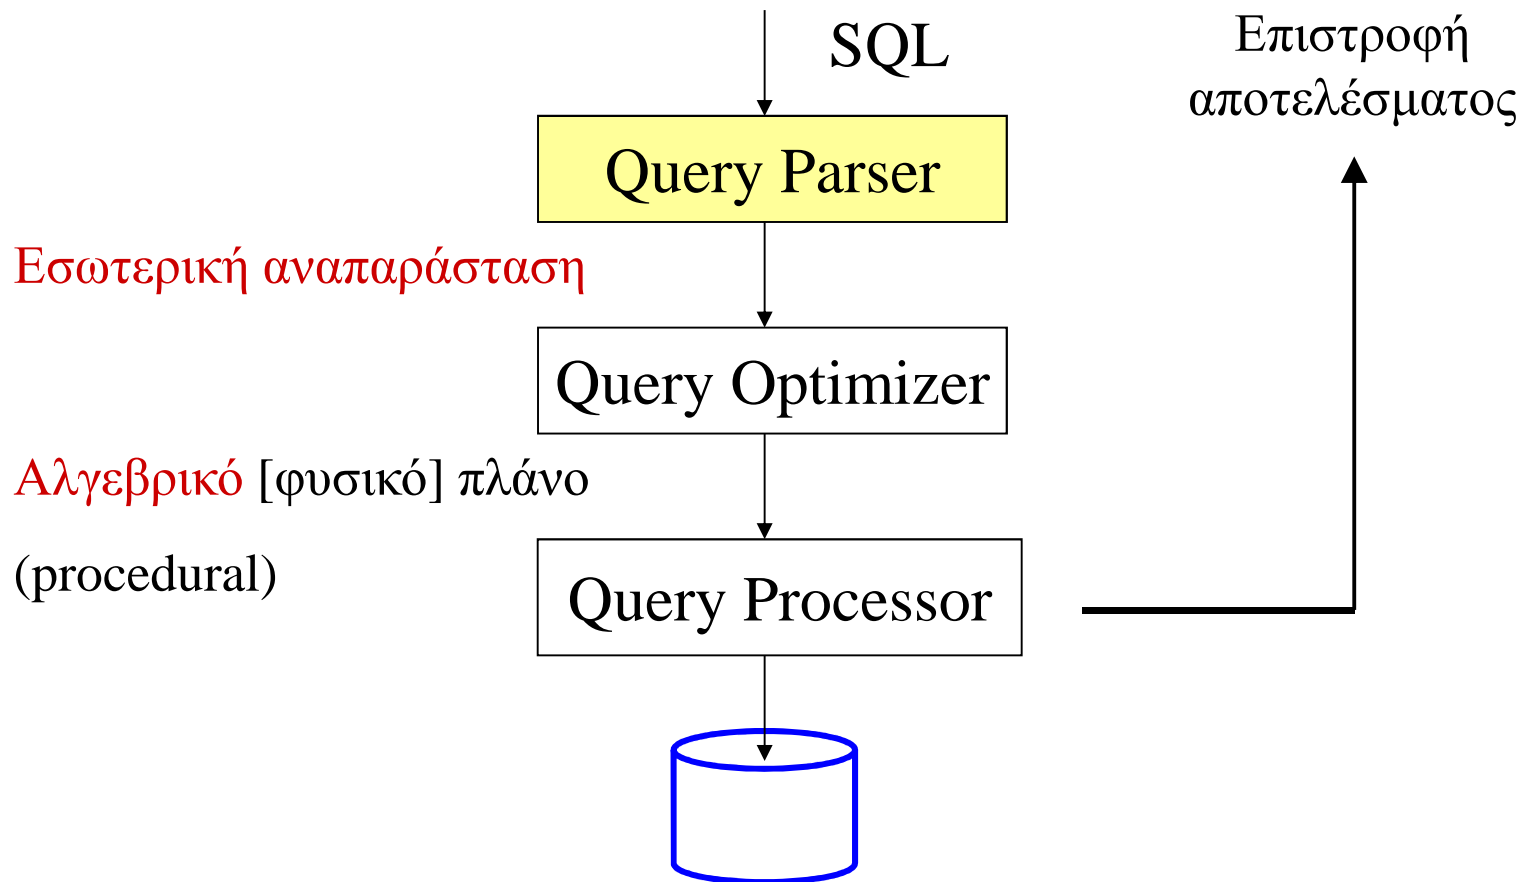 SQL
Επιστροφή
αποτελέσματος
Query Parser
Εσωτερική αναπαράσταση
Query Optimizer
Αλγεβρικό [φυσικό] πλάνο
(procedural)
Query Processor